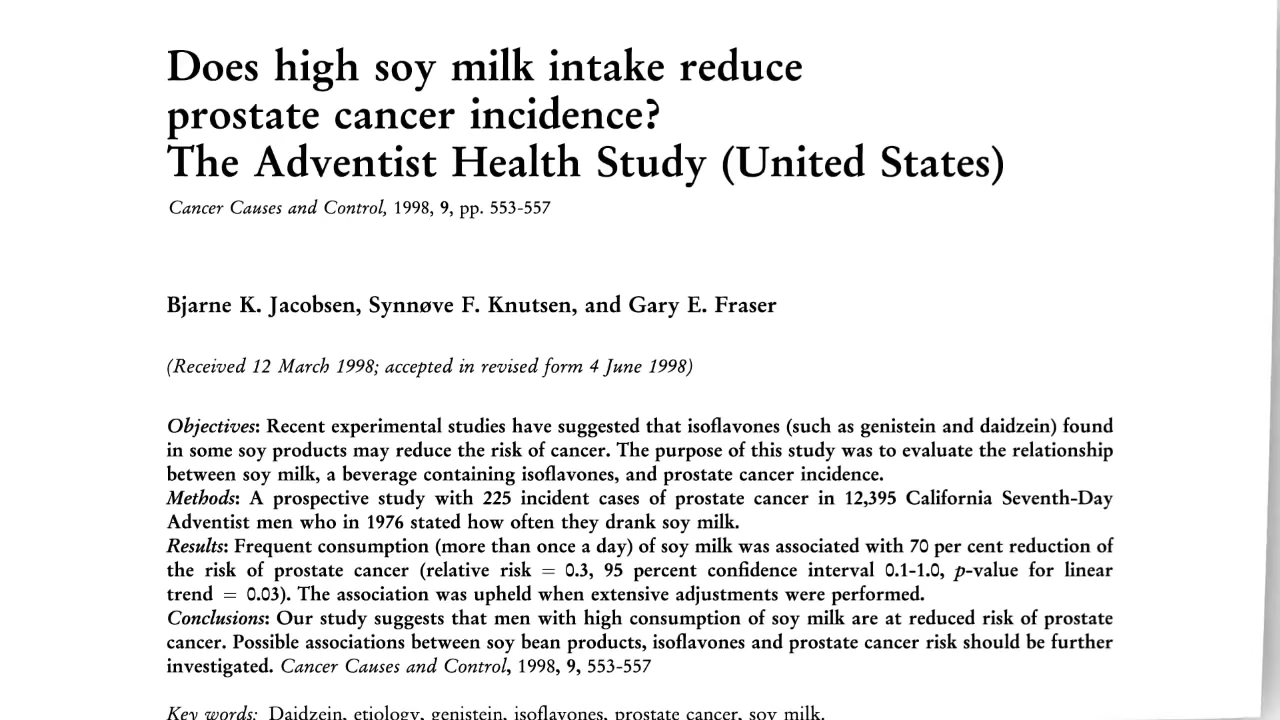 Does high soy milk intake reduce
prostate cancer incidence?
The Adventist Health Study (United States)
Cancer Causes and Control, 1998, 9, pp. 553-557
Bjarne K. Jacobsen, Synnøve F. Knutsen, and Gary E. Fraser
(Received 12 March 1998; accepted in revised form 4 June 1998)
Objectives: Recent experimental studies have suggested that isoflavones (such as genistein and daidzein) found
in some soy products may reduce the risk of cancer. The purpose of this study was to evaluate the relationship
between soy milk, a beverage containing isoflavones, and prostate cancer incidence.
Methods: A prospective study with 225 incident cases of prostate cancer in 12,395 California Seventh-Day
Adventist men who in 1976 stated how often they drank soy milk.
Results: Frequent consumption (more than once a day) of soy milk was associated with 70 per cent reduction of
the risk of prostate cancer (relative risk = 0.3, 95 percent confidence interval 0.1-1.0, p-value for linear
trend = 0.03). The association was upheld when extensive adjustments were performed.
Conclusions: Our study suggests that men with high consumption of soy milk are at reduced risk of prostate
cancer. Possible associations between soy bean products, isoflavones and prostate cancer risk should be further
investigated. Cancer Causes and Control, 1998, 9, 553-557
Key words: Daidzein, etiology, genistein, isoflavones, prostate cancer, soy milk.